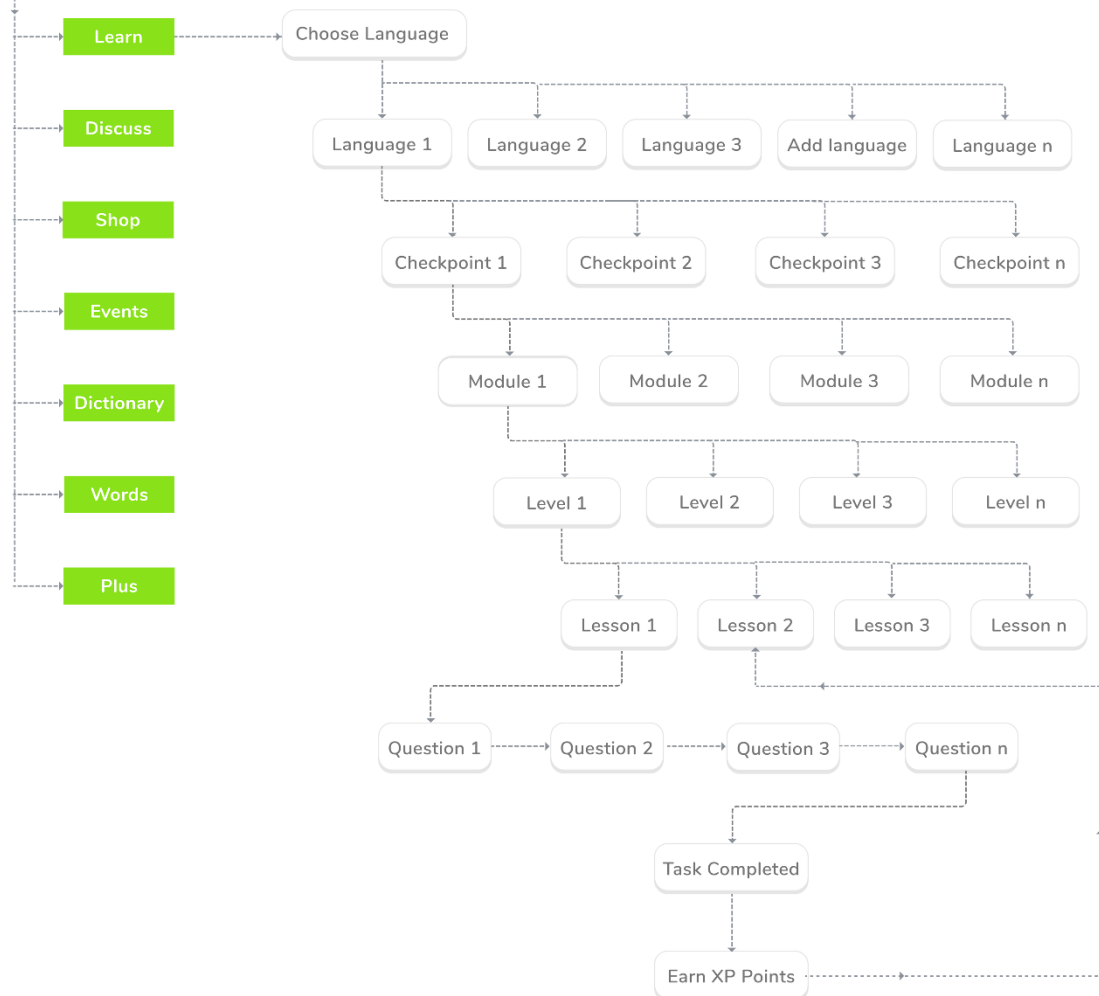 Learn
Choose Language
Discuss
Language 1
Language 2
Language 3
Add language
Language n
Shop
Checkpoint 1
Checkpoint 2
Checkpoint 3
Checkpoint n
Events
Module 1
Module 2
Module 3
Module n
Dictionary
Words
Level 1
Level 2
Level 3
Level n
Plus
Lesson 1
Lesson 2
Lesson 3
Lesson n
Question 1
Question 2
Question 3
Question n
Task Completed
Earn XP Points